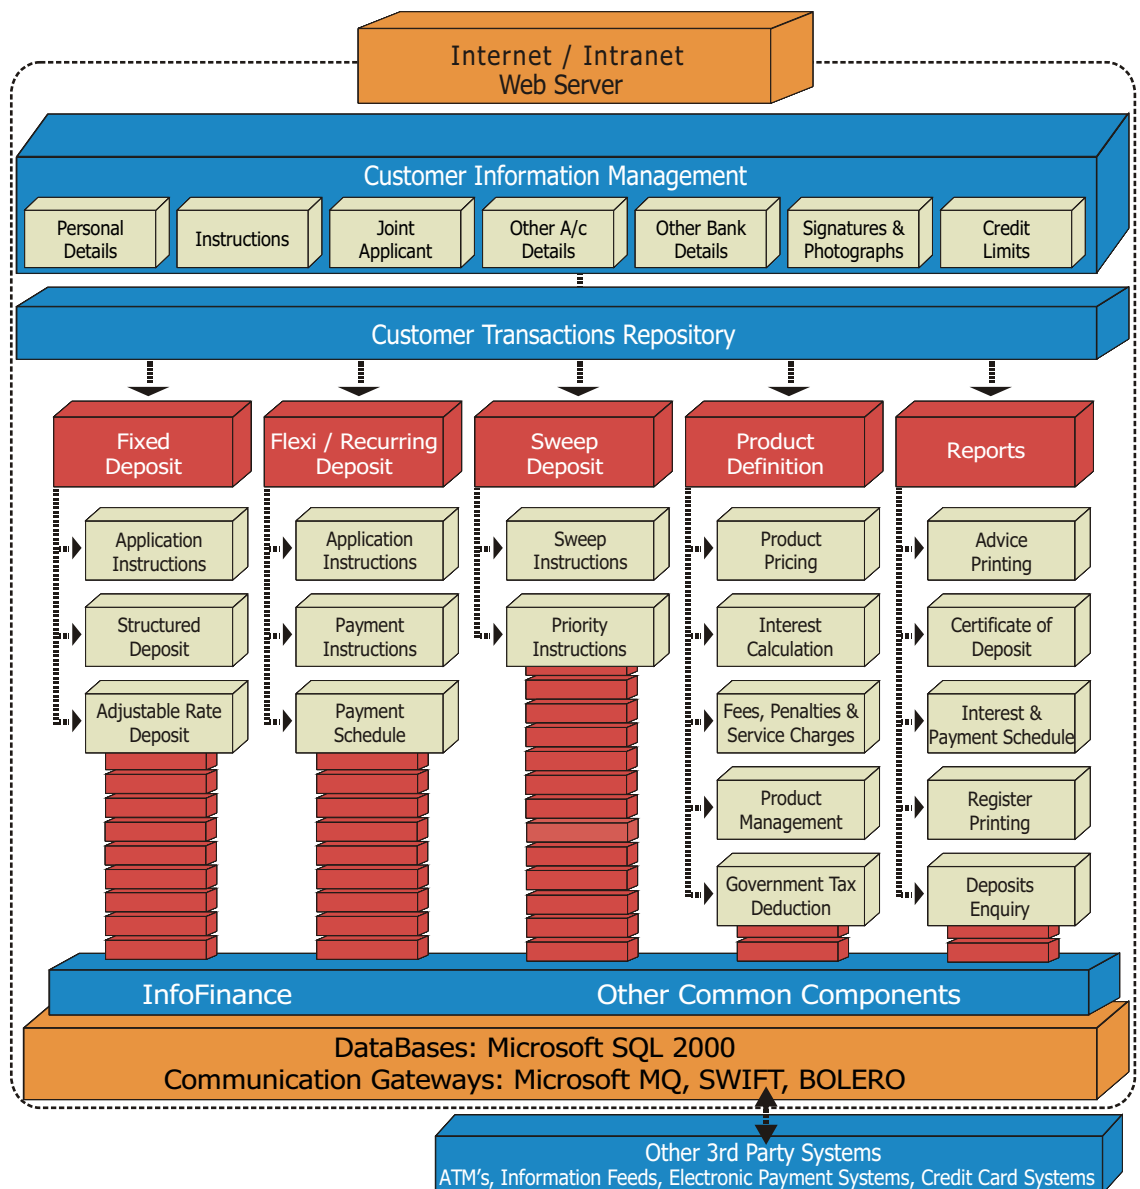 Internet / Intranet
Web Server
Customer Information Management
Personal
Details
Instructions
Joint
Applicant
Other A/c
Details
Other Bank
Details
Signatures &
Photographs
Credit
Limits
Customer Transactions Repository
Fixed
Deposit
Application
Instructions
Structured
Deposit
Adjustable Rate
Deposit
Flexi / Recurring
Deposit
Application
Instructions
Payment
Instructions
Payment
Schedule
Sweep
Deposit
Sweep
Instructions
Priority
Instructions
Product
Definition
Product
Pricing
Interest
Calculation
Fees, Penalties &
Service Charges
Product
Management
Government Tax
Deduction
Reports
Advice
Printing
Certificate of
Deposit
Interest &
Payment Schedule
Register
Printing
Deposits
Enquiry
InfoFinance
Other Common Components
DataBases: Microsoft SQL 2000
Communication Gateways: Microsoft MQ, SWIFT, BOLERO
Other 3rd Party Systems
ATM's, Information Feeds, Electronic Payment Systems, Credit Card Systems